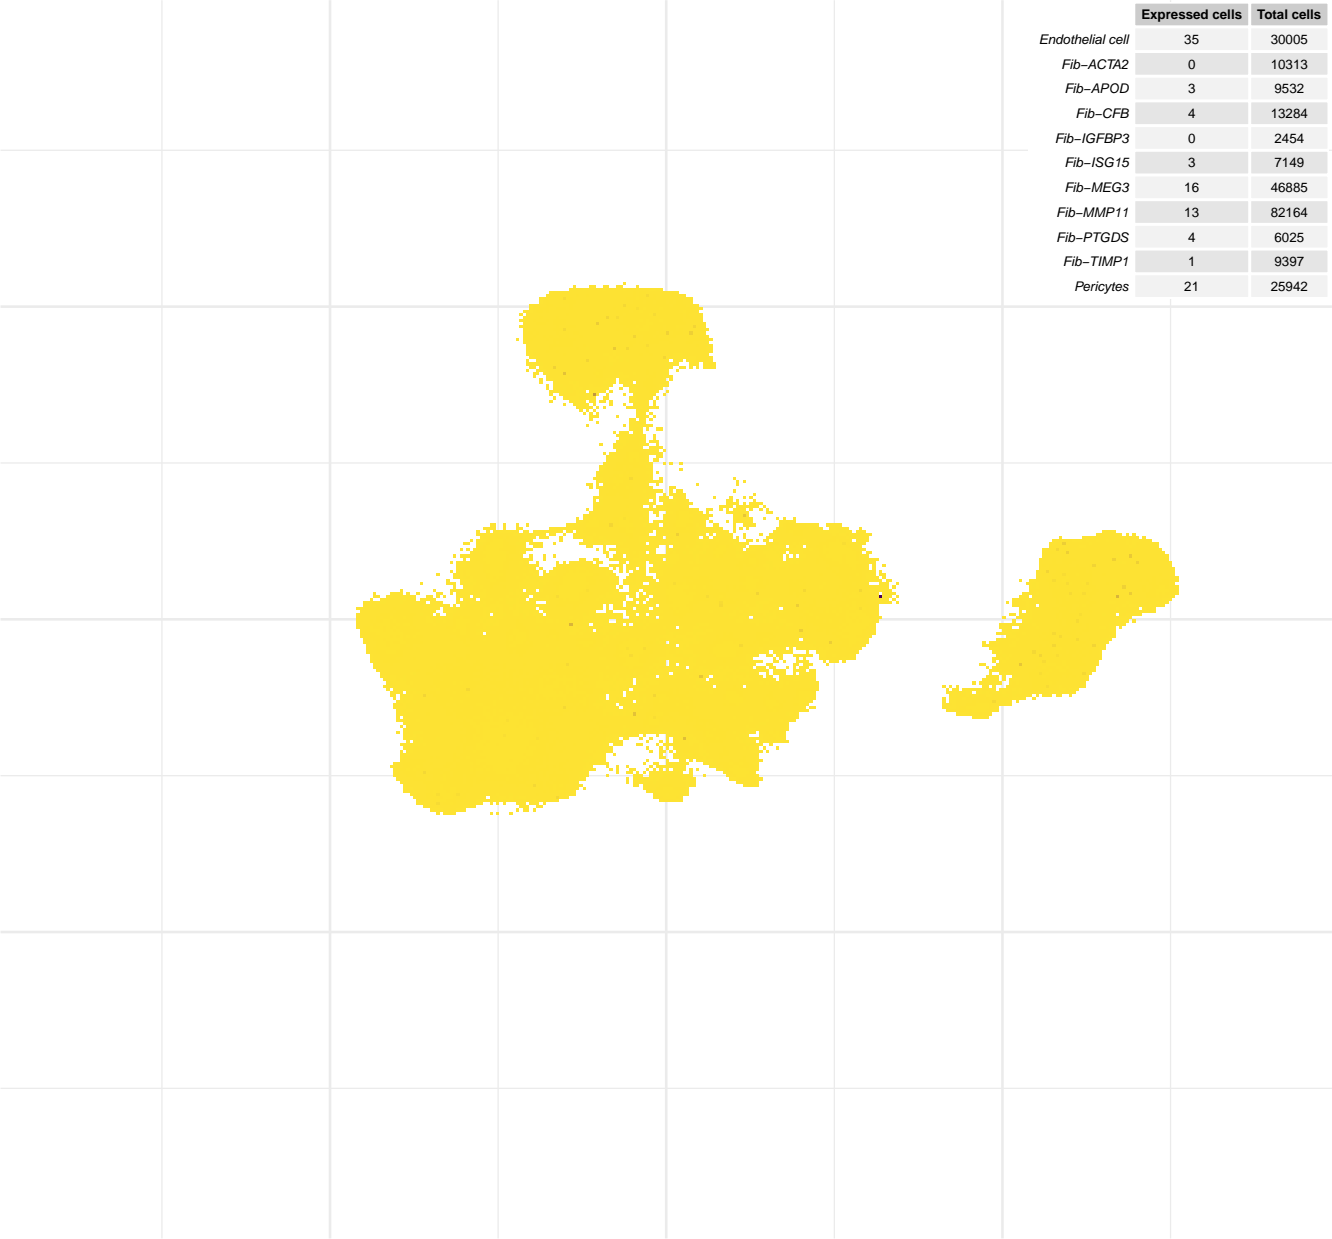 Expressed cells Total cells
Endothelial cell 35 30005
Fib−ACTA2 0 10313
Fib−APOD 3 9532
Fib−CFB 4 13284
Fib−IGFBP3 0 2454
Fib−ISG15 3 7149
Fib−MEG3 16 46885
Fib−MMP11 13 82164
Fib−PTGDS 4 6025
Fib−TIMP1 1 9397
Pericytes 21 25942